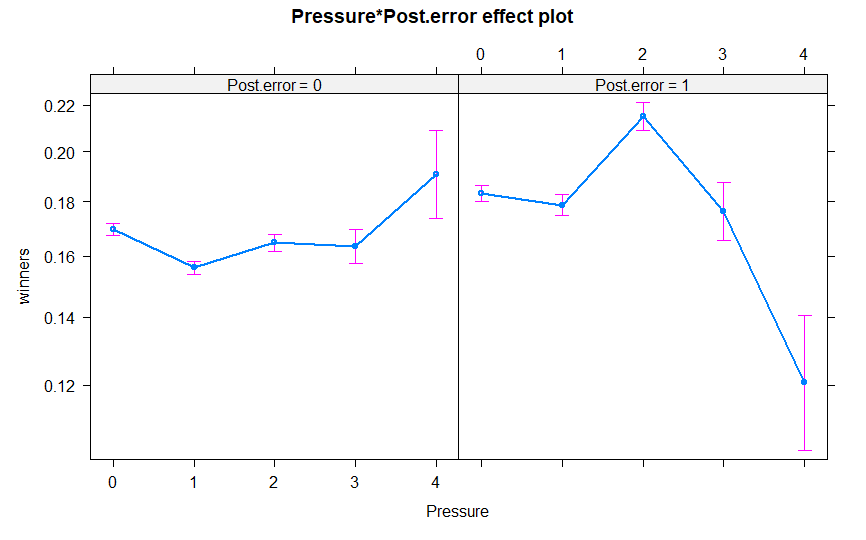 Pressure*Post.error effect plot
0 1 2 3 4
Post.error = 0 Post.error = 1
0.22
0.20
0.18
0.16
0.14
0.12
winners
0 1 2 3 4
Pressure